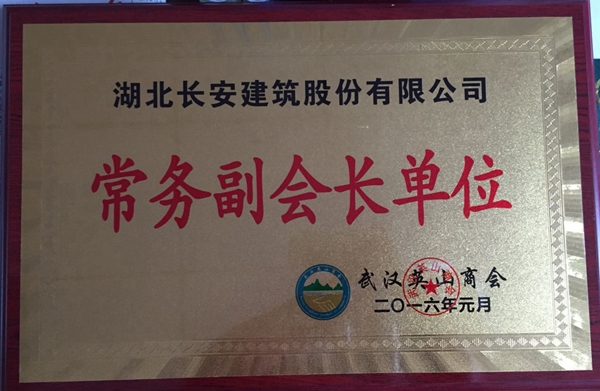 湖北长安建筑股份有限公司
常务副会长单位
武汉英山商会
二〇一六年元月